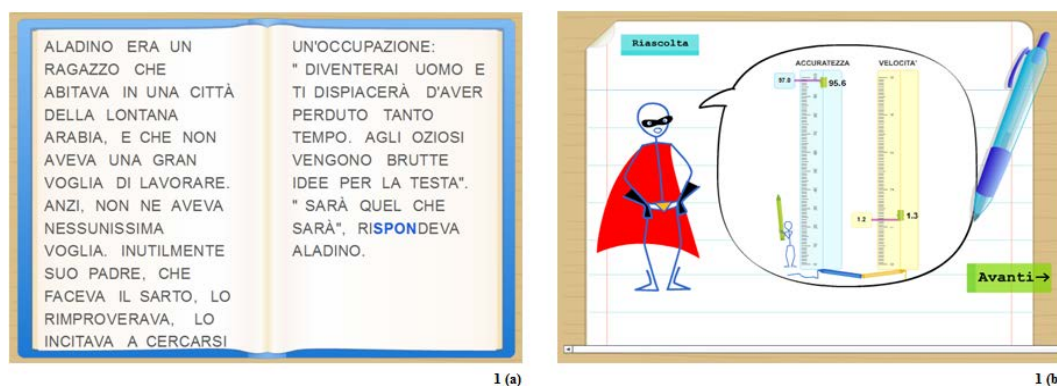 ALADINO ERA UN
RAGAZZO CHE
ABITAVA IN UNA CITTÀ
DELLA LONTANA
ARABIA, E CHE NON
AVEVA UNA GRAN
VOGLIA DI LAVORARE.
ANZI, NON NE AVEVA
NESSUNISSIMA
VOGLIA. INUTILMENTE
SUO PADRE, CHE
FACEVA IL SARTO, LO
RIMPROVERAVA, LO
INCITAVA A CERCARSI
UN'OCCUPAZIONE:
" DIVENTERAI UOMO E
TI DISPIACERÀ D'AVER
PERDUTO TANTO
TEMPO. AGLI OZIOSI
VENGONO BRUTTE
IDEE PER LA TESTA".
" SARÀ QUEL CHE
SARÀ", RISPONDEVA
ALADINO.
1 (a)
Riascolta
ACCURATEZZA VELOCITA'
97.8 95.6
1.2 1.3
Avanti→
1 (b